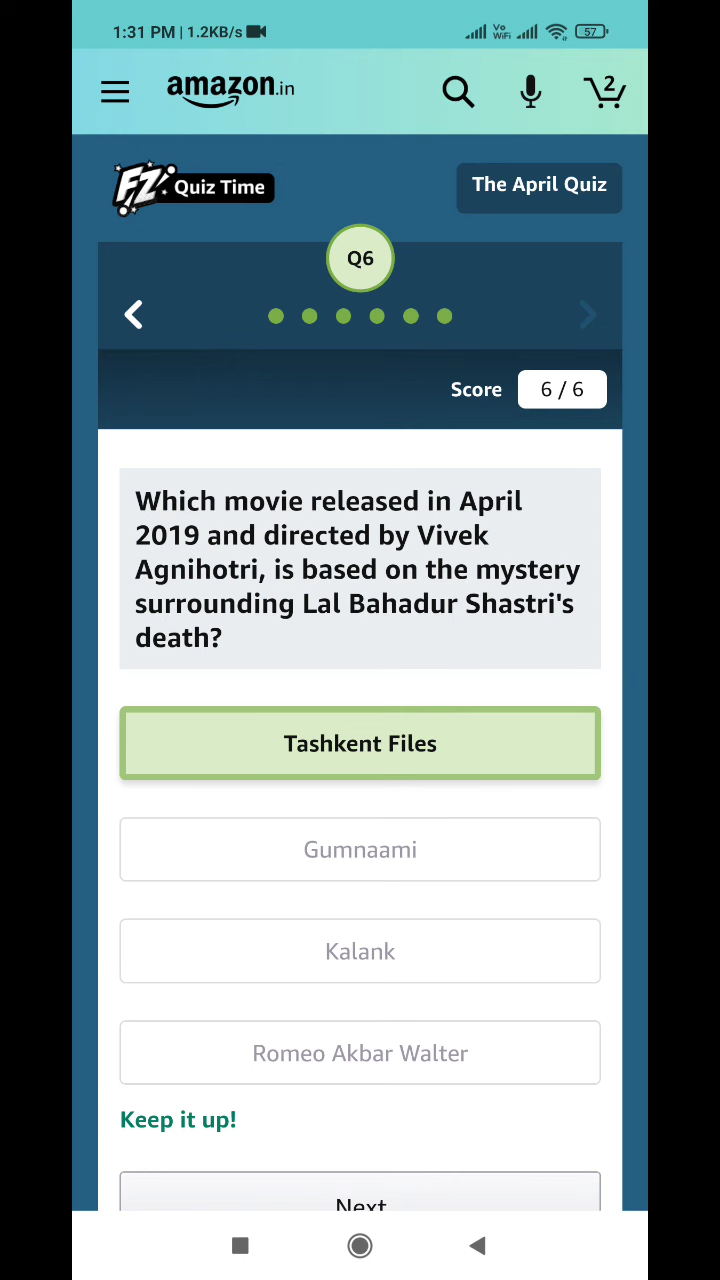 1:31 PM | 1.2KB/s Vo WiFi 57
amazon.in 2
FZ Quiz Time The April Quiz
Q6
Score 6 / 6
Which movie released in April
2019 and directed by Vivek
Agnihotri, is based on the mystery
surrounding Lal Bahadur Shastri's
death?
Tashkent Files
Gumnaami
Kalank
Romeo Akbar Walter
Keep it up!
Next